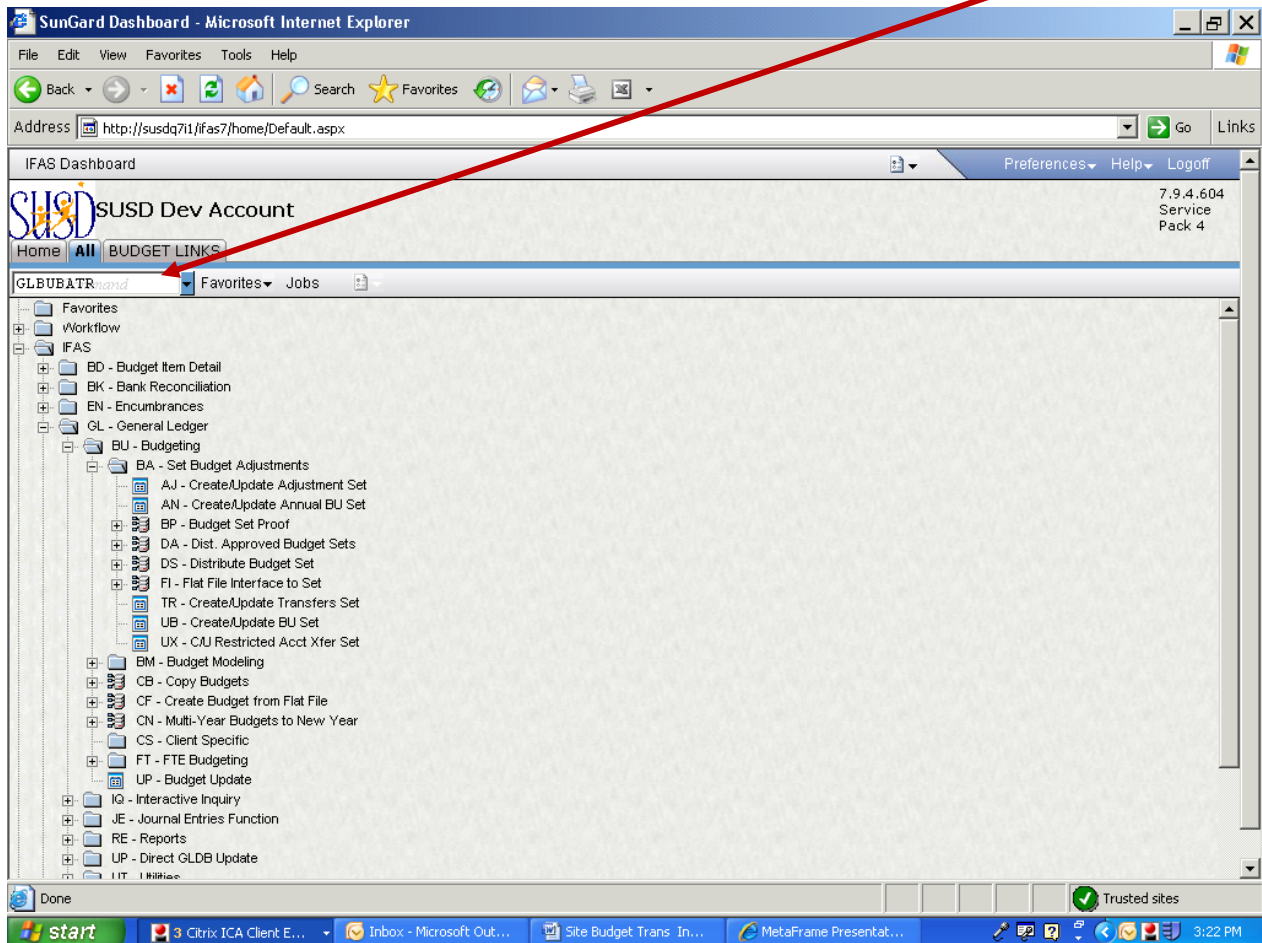 SunGard Dashboard - Microsoft Internet Explorer
File Edit View Favorites Tools Help
Back Search Favorites
Address http://susdq7i1/ifas7/home/Default.aspx Go Links
IFAS Dashboard Preferences Help Logoff
SUSD SUSD Dev Account
7.9.4.604
Service
Pack 4
Home All BUDGET LINKS
GLBUBATR Favorites Jobs
Favorites
Workflow
IFAS
BD - Budget Item Detail
BK - Bank Reconciliation
EN - Encumbrances
GL - General Ledger
BU - Budgeting
BA - Set Budget Adjustments
AJ - Create/Update Adjustment Set
AN - Create/Update Annual BU Set
BP - Budget Set Proof
DA - Dist. Approved Budget Sets
DS - Distribute Budget Set
FI - Flat File Interface to Set
TR - Create/Update Transfers Set
UB - Create/Update BU Set
UX - C/U Restricted Acct Xfer Set
BM - Budget Modeling
CB - Copy Budgets
CF - Create Budget from Flat File
CN - Multi-Year Budgets to New Year
CS - Client Specific
FT - FTE Budgeting
UP - Budget Update
IQ - Interactive Inquiry
JE - Journal Entries Function
RE - Reports
UP - Direct GLDB Update
UT - Utilities
Done Trusted sites
start 3 Citrix ICA Client E... Inbox - Microsoft Out... Site Budget Trans In... MetaFrame Presentat... 3:22 PM